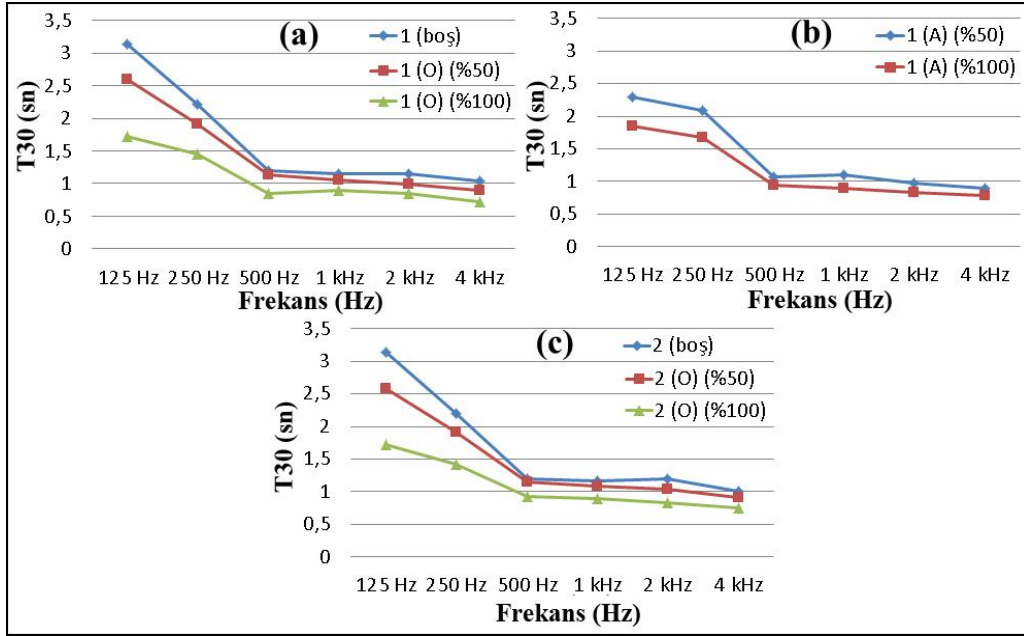 (a)
3,5
3
2,5
2
1,5
1
0,5
0
T30 (sn)
1 (boş)
1 (O) (%50)
1 (O) (%100)
125 Hz 250 Hz 500 Hz 1 kHz 2 kHz 4 kHz
Frekans (Hz)
(b)
3,5
3
2,5
2
1,5
1
0,5
0
T30 (sn)
1 (A) (%50)
1 (A) (%100)
125 Hz 250 Hz 500 Hz 1 kHz 2 kHz 4 kHz
Frekans (Hz)
(c)
3,5
3
2,5
2
1,5
1
0,5
0
T30 (sn)
2 (boş)
2 (O) (%50)
2 (O) (%100)
125 Hz 250 Hz 500 Hz 1 kHz 2 kHz 4 kHz
Frekans (Hz)